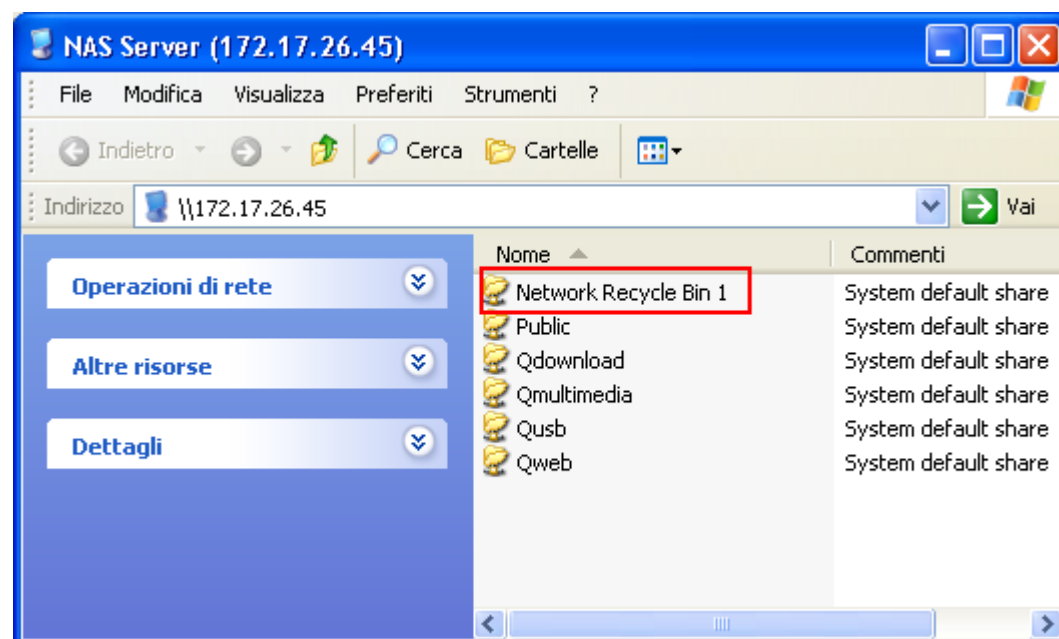 NAS Server (172.17.26.45)
File Modifica Visualizza Preferiti Strumenti ?
Indietro Cerca Cartelle
Indirizzo \\172.17.26.45 Vai
Nome Commenti
Operazioni di rete
Altre risorse
Dettagli
Network Recycle Bin 1 System default share
Public System default share
Qdownload System default share
Qmultimedia System default share
Qusb System default share
Qweb System default share